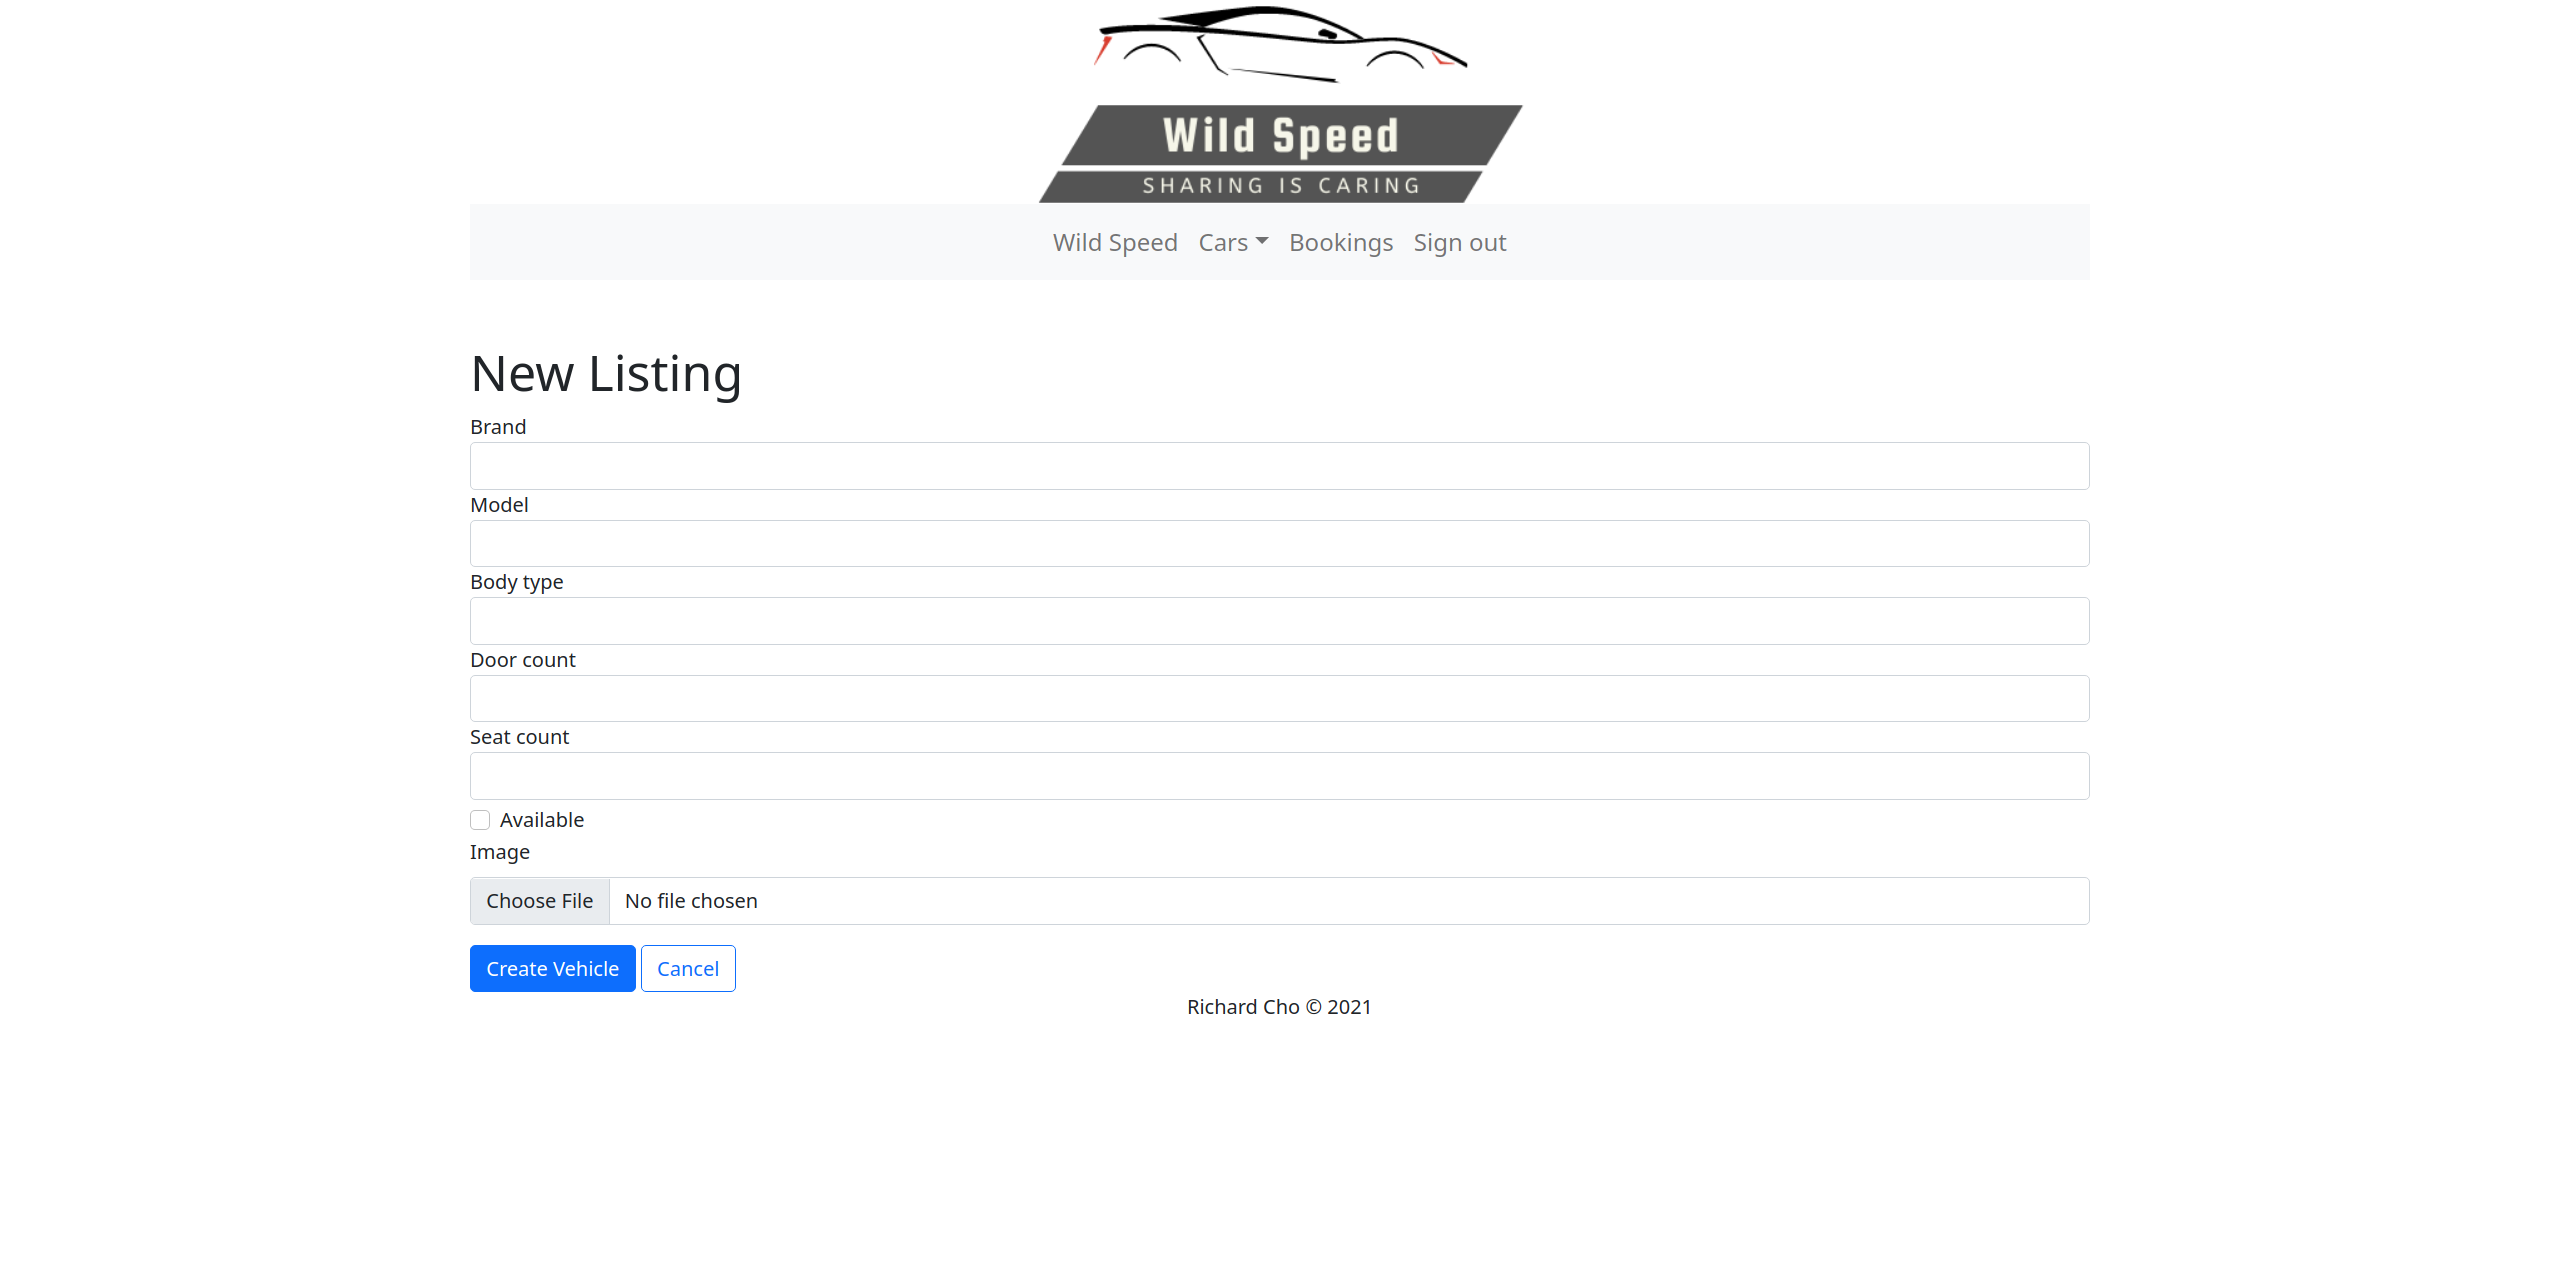 Wild Speed
SHARING IS CARING
Wild Speed Cars Bookings Sign out
New Listing
Brand
Model
Body type
Door count
Seat count
Available
Image
Choose File No file chosen
Create Vehicle Cancel
Richard Cho © 2021